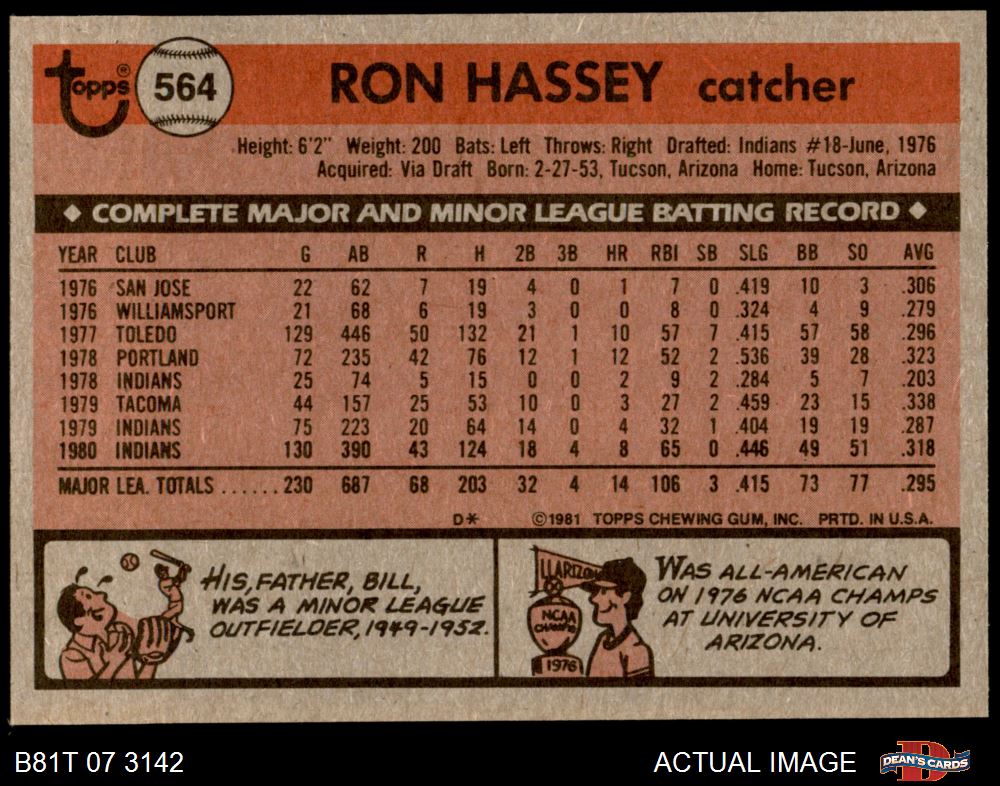 topps® 564 RON HASSEY catcher
Height: 6'2" Weight: 200 Bats: Left Throws: Right Drafted: Indians #18-June, 1976
Acquired: Via Draft Born: 2-27-53, Tucson, Arizona Home: Tucson, Arizona
◆ COMPLETE MAJOR AND MINOR LEAGUE BATTING RECORD ◆
YEAR CLUB G AB R H 2B 3B HR RBI SB SLG BB SO AVG
1976 SAN JOSE 22 62 7 19 4 0 1 7 0 .419 10 3 .306
1976 WILLIAMSPORT 21 68 6 19 3 0 0 8 0 .324 4 9 .279
1977 TOLEDO 129 446 50 132 21 1 10 57 7 .415 57 58 .296
1978 PORTLAND 72 235 42 76 12 1 12 52 2 .536 39 28 .323
1978 INDIANS 25 74 5 15 0 0 2 9 2 .284 5 7 .203
1979 TACOMA 44 157 25 53 10 0 3 27 2 .459 23 15 .338
1979 INDIANS 75 223 20 64 14 0 4 32 1 .404 19 19 .287
1980 INDIANS 130 390 43 124 18 4 8 65 0 .446 49 51 .318
MAJOR LEA. TOTALS ......230 687 68 203 32 4 14 106 3 .415 73 77 .295
D* ©1981 TOPPS CHEWING GUM, INC. PRTD. IN U.S.A.
HIS, FATHER, BILL,
WAS A MINOR LEAGUE
OUTFIELDER, 1949-1952.
U. ARIZONA
NCAA
CHAMPS
1976
WAS ALL-AMERICAN
ON 1976 NCAA CHAMPS
AT UNIVERSITY OF
ARIZONA.
B81T 07 3142 ACTUAL IMAGE D DEAN'S CARDS